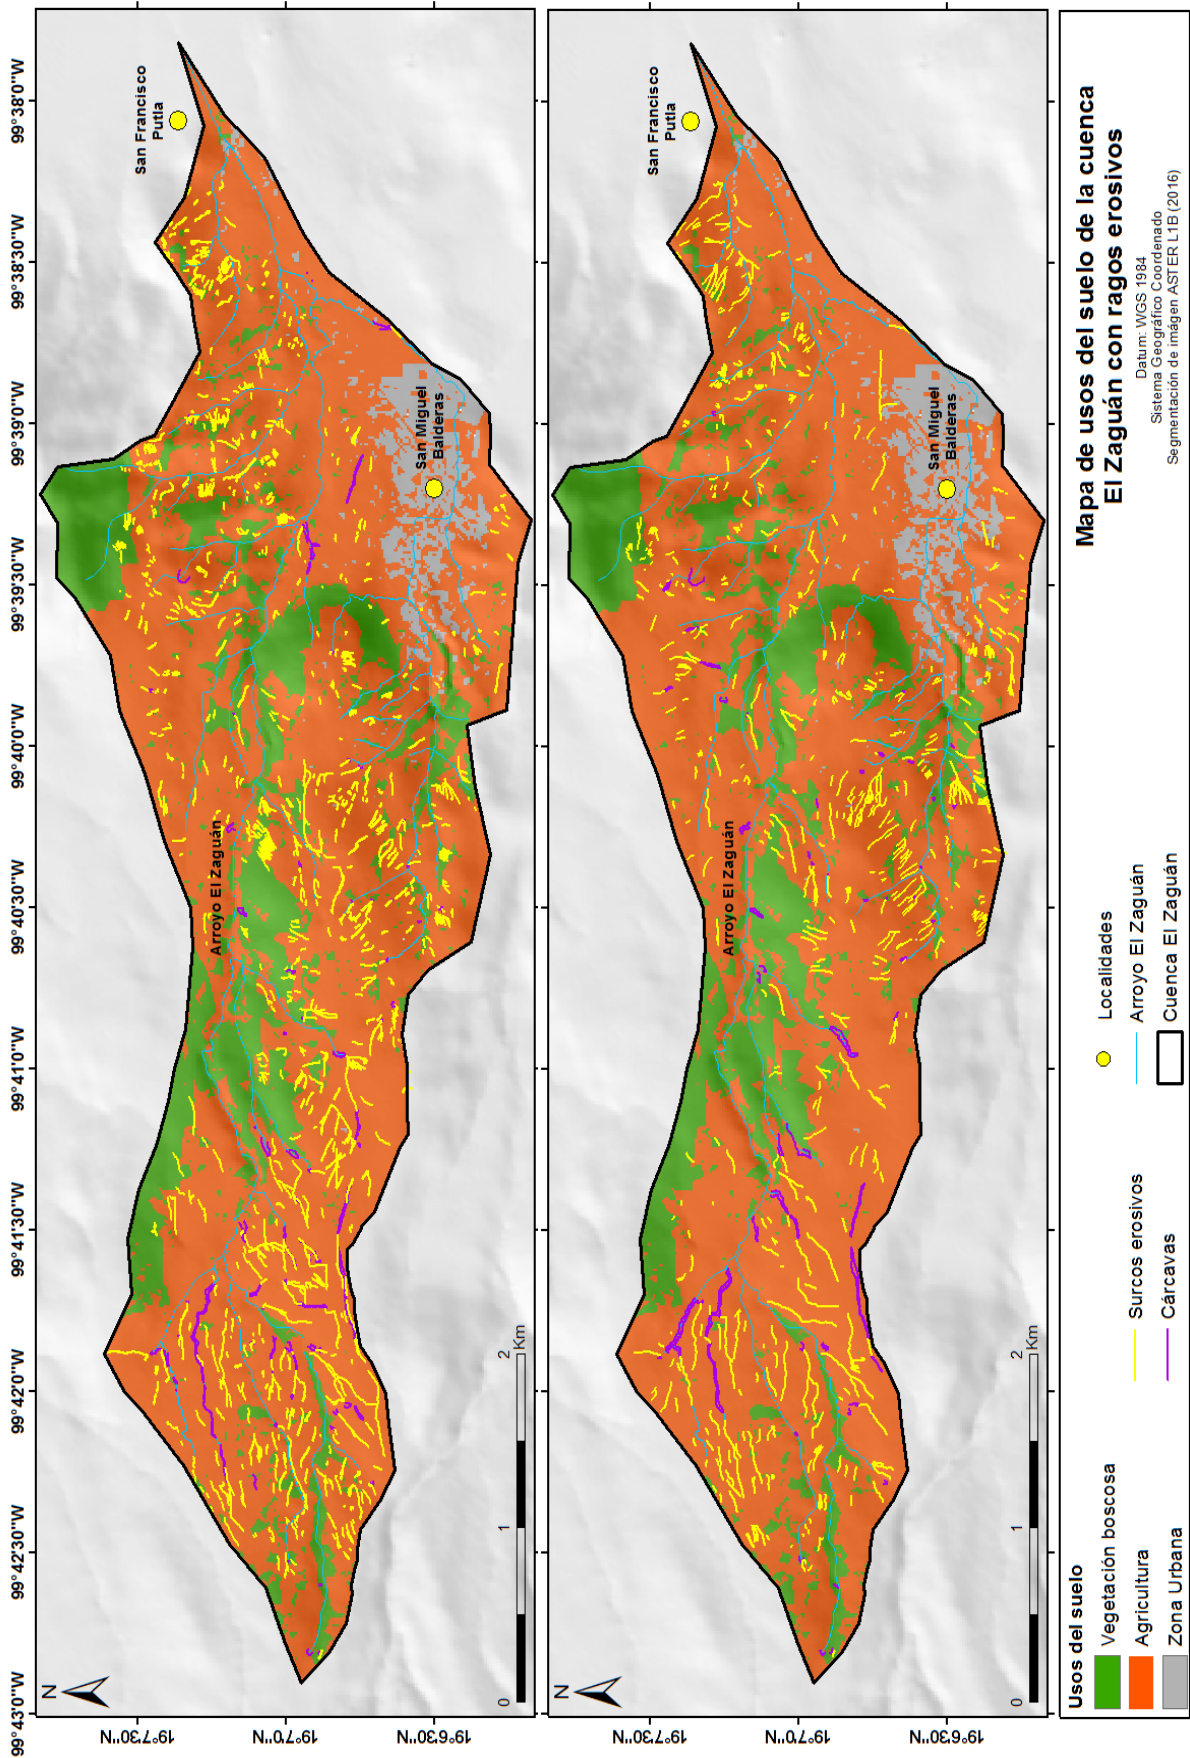 99°43'0"W
99°42'30"W
99°42'0"W
99°41'30"W
99°41'0"W
99°40'30"W
99°40'0"W
99°39'30"W
99°39'0"W
99°38'30"W
99°38'0"W
N
19°7'30"N
19°7'0"N
19°6'30"N
San Francisco
Putla
Arroyo El Zaguán
San Miguel
Balderas
0
1
2
Km
N
19°7'30"N
19°7'0"N
19°6'30"N
San Francisco
Putla
Arroyo El Zaguán
San Miguel
Balderas
0
1
2
Km
Usos del suelo
Vegetación boscosa
Agricultura
Zona Urbana
Surcos erosivos
Cárcavas
Localidades
Arroyo El Zaguán
Cuenca El Zaguán
Mapa de usos del suelo de la cuenca
El Zaguán con ragos erosivos
Datum: WGS 1984
Sistema Geográfico Coordenado
Segmentación de imágen ASTER L1B (2016)